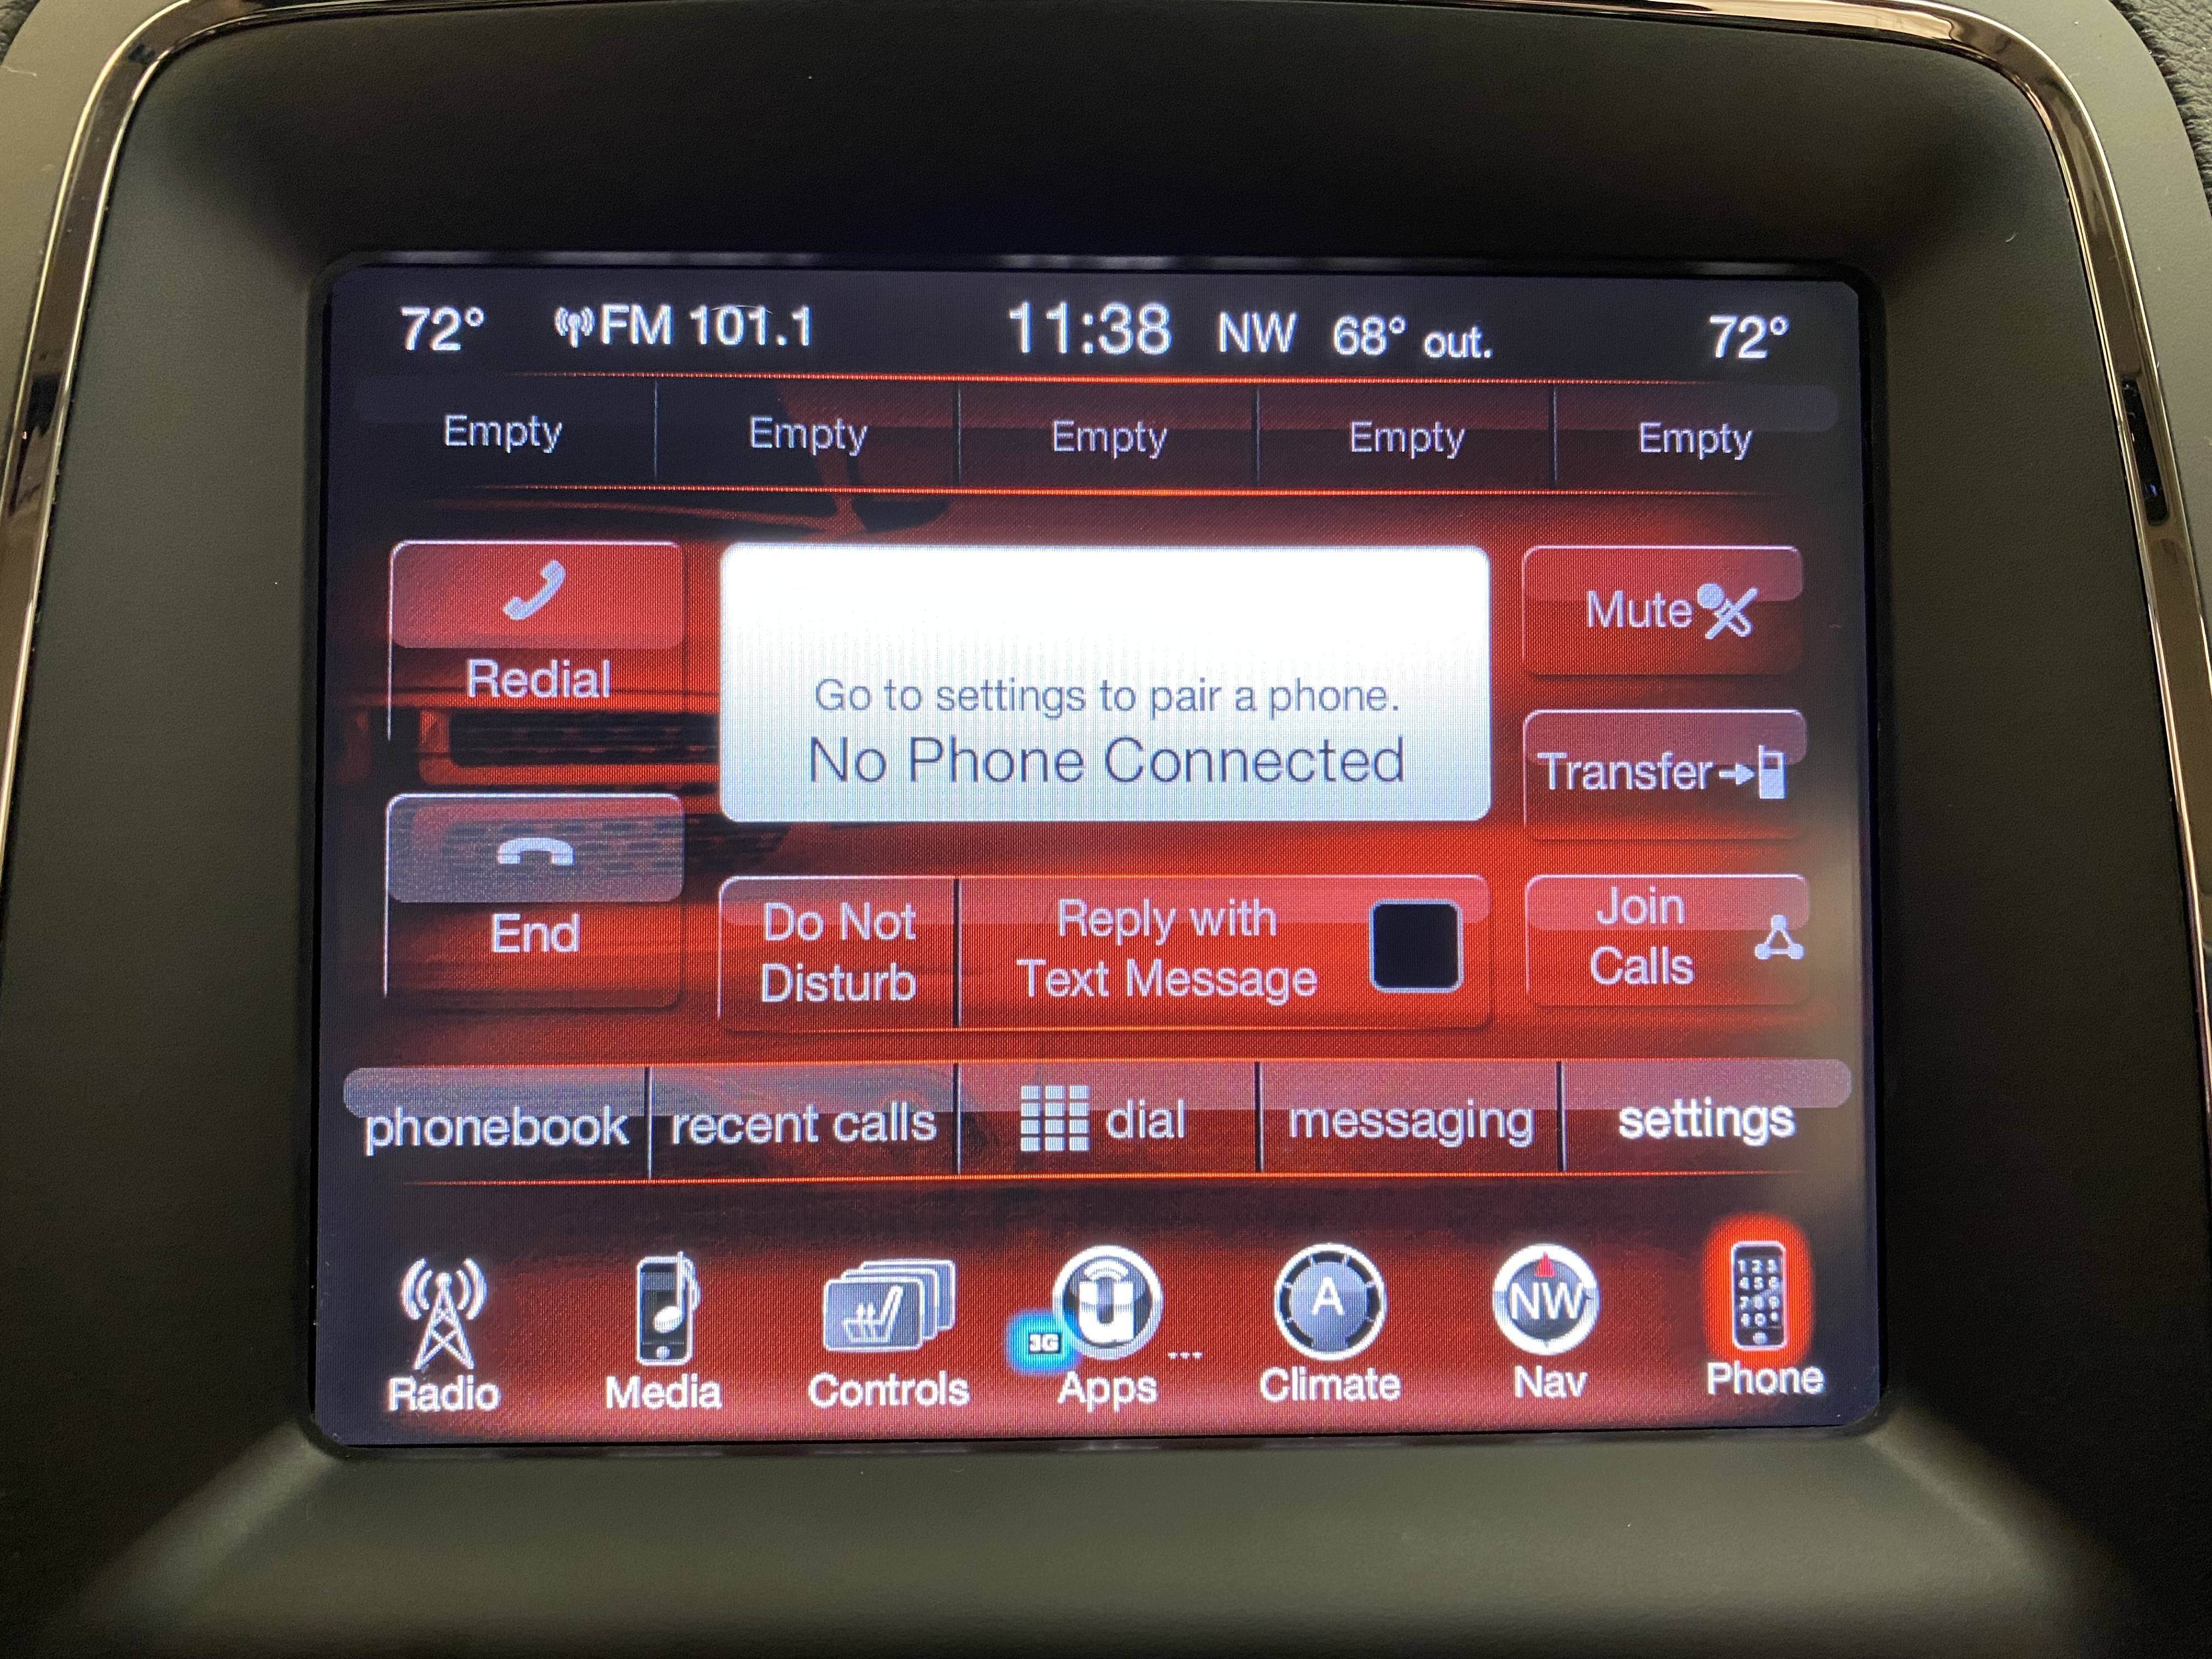 72° FM 101.1 11:38 NW 68° out. 72°
Empty Empty Empty Empty Empty
Redial
Go to settings to pair a phone.
No Phone Connected
Mute
Transfer
End
Do Not
Disturb
Reply with
Text Message
Join
Calls
phonebook recent calls dial messaging settings
3G
A
NW
Radio Media Controls Apps Climate Nav Phone